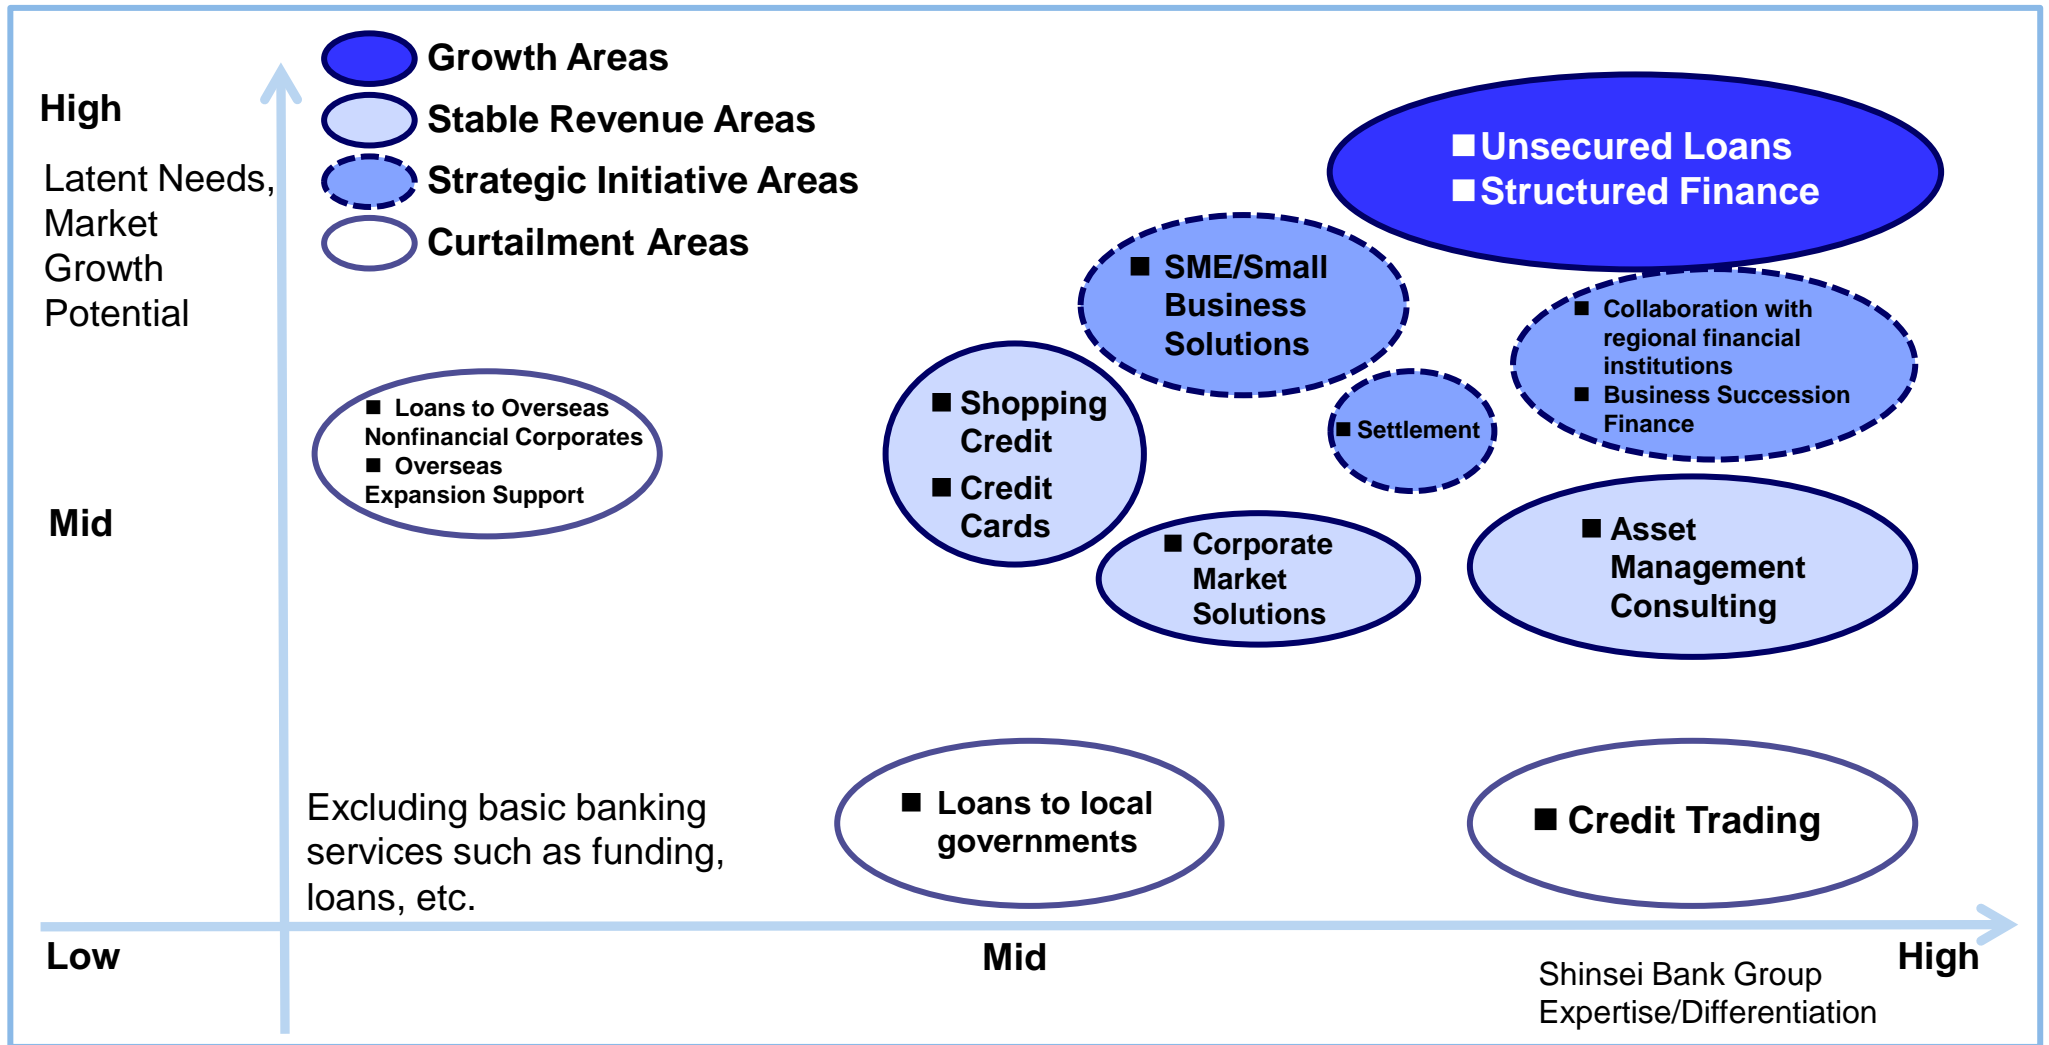 Growth Areas
Stable Revenue Areas
Strategic Initiative Areas
Curtailment Areas
High
Latent Needs,
Market
Growth
Potential
■ Unsecured Loans
■ Structured Finance
■ SME/Small
Business
Solutions
■ Collaboration with
regional financial
institutions
■ Business Succession
Finance
■ Loans to Overseas
Nonfinancial Corporates
■ Overseas
Expansion Support
■ Shopping
Credit
■ Credit
Cards
■ Settlement
Mid
■ Corporate
Market
Solutions
■ Asset
Management
Consulting
Excluding basic banking
services such as funding,
loans, etc.
■ Loans to local
governments
■ Credit Trading
Low
Mid
High
Shinsei Bank Group
Expertise/Differentiation